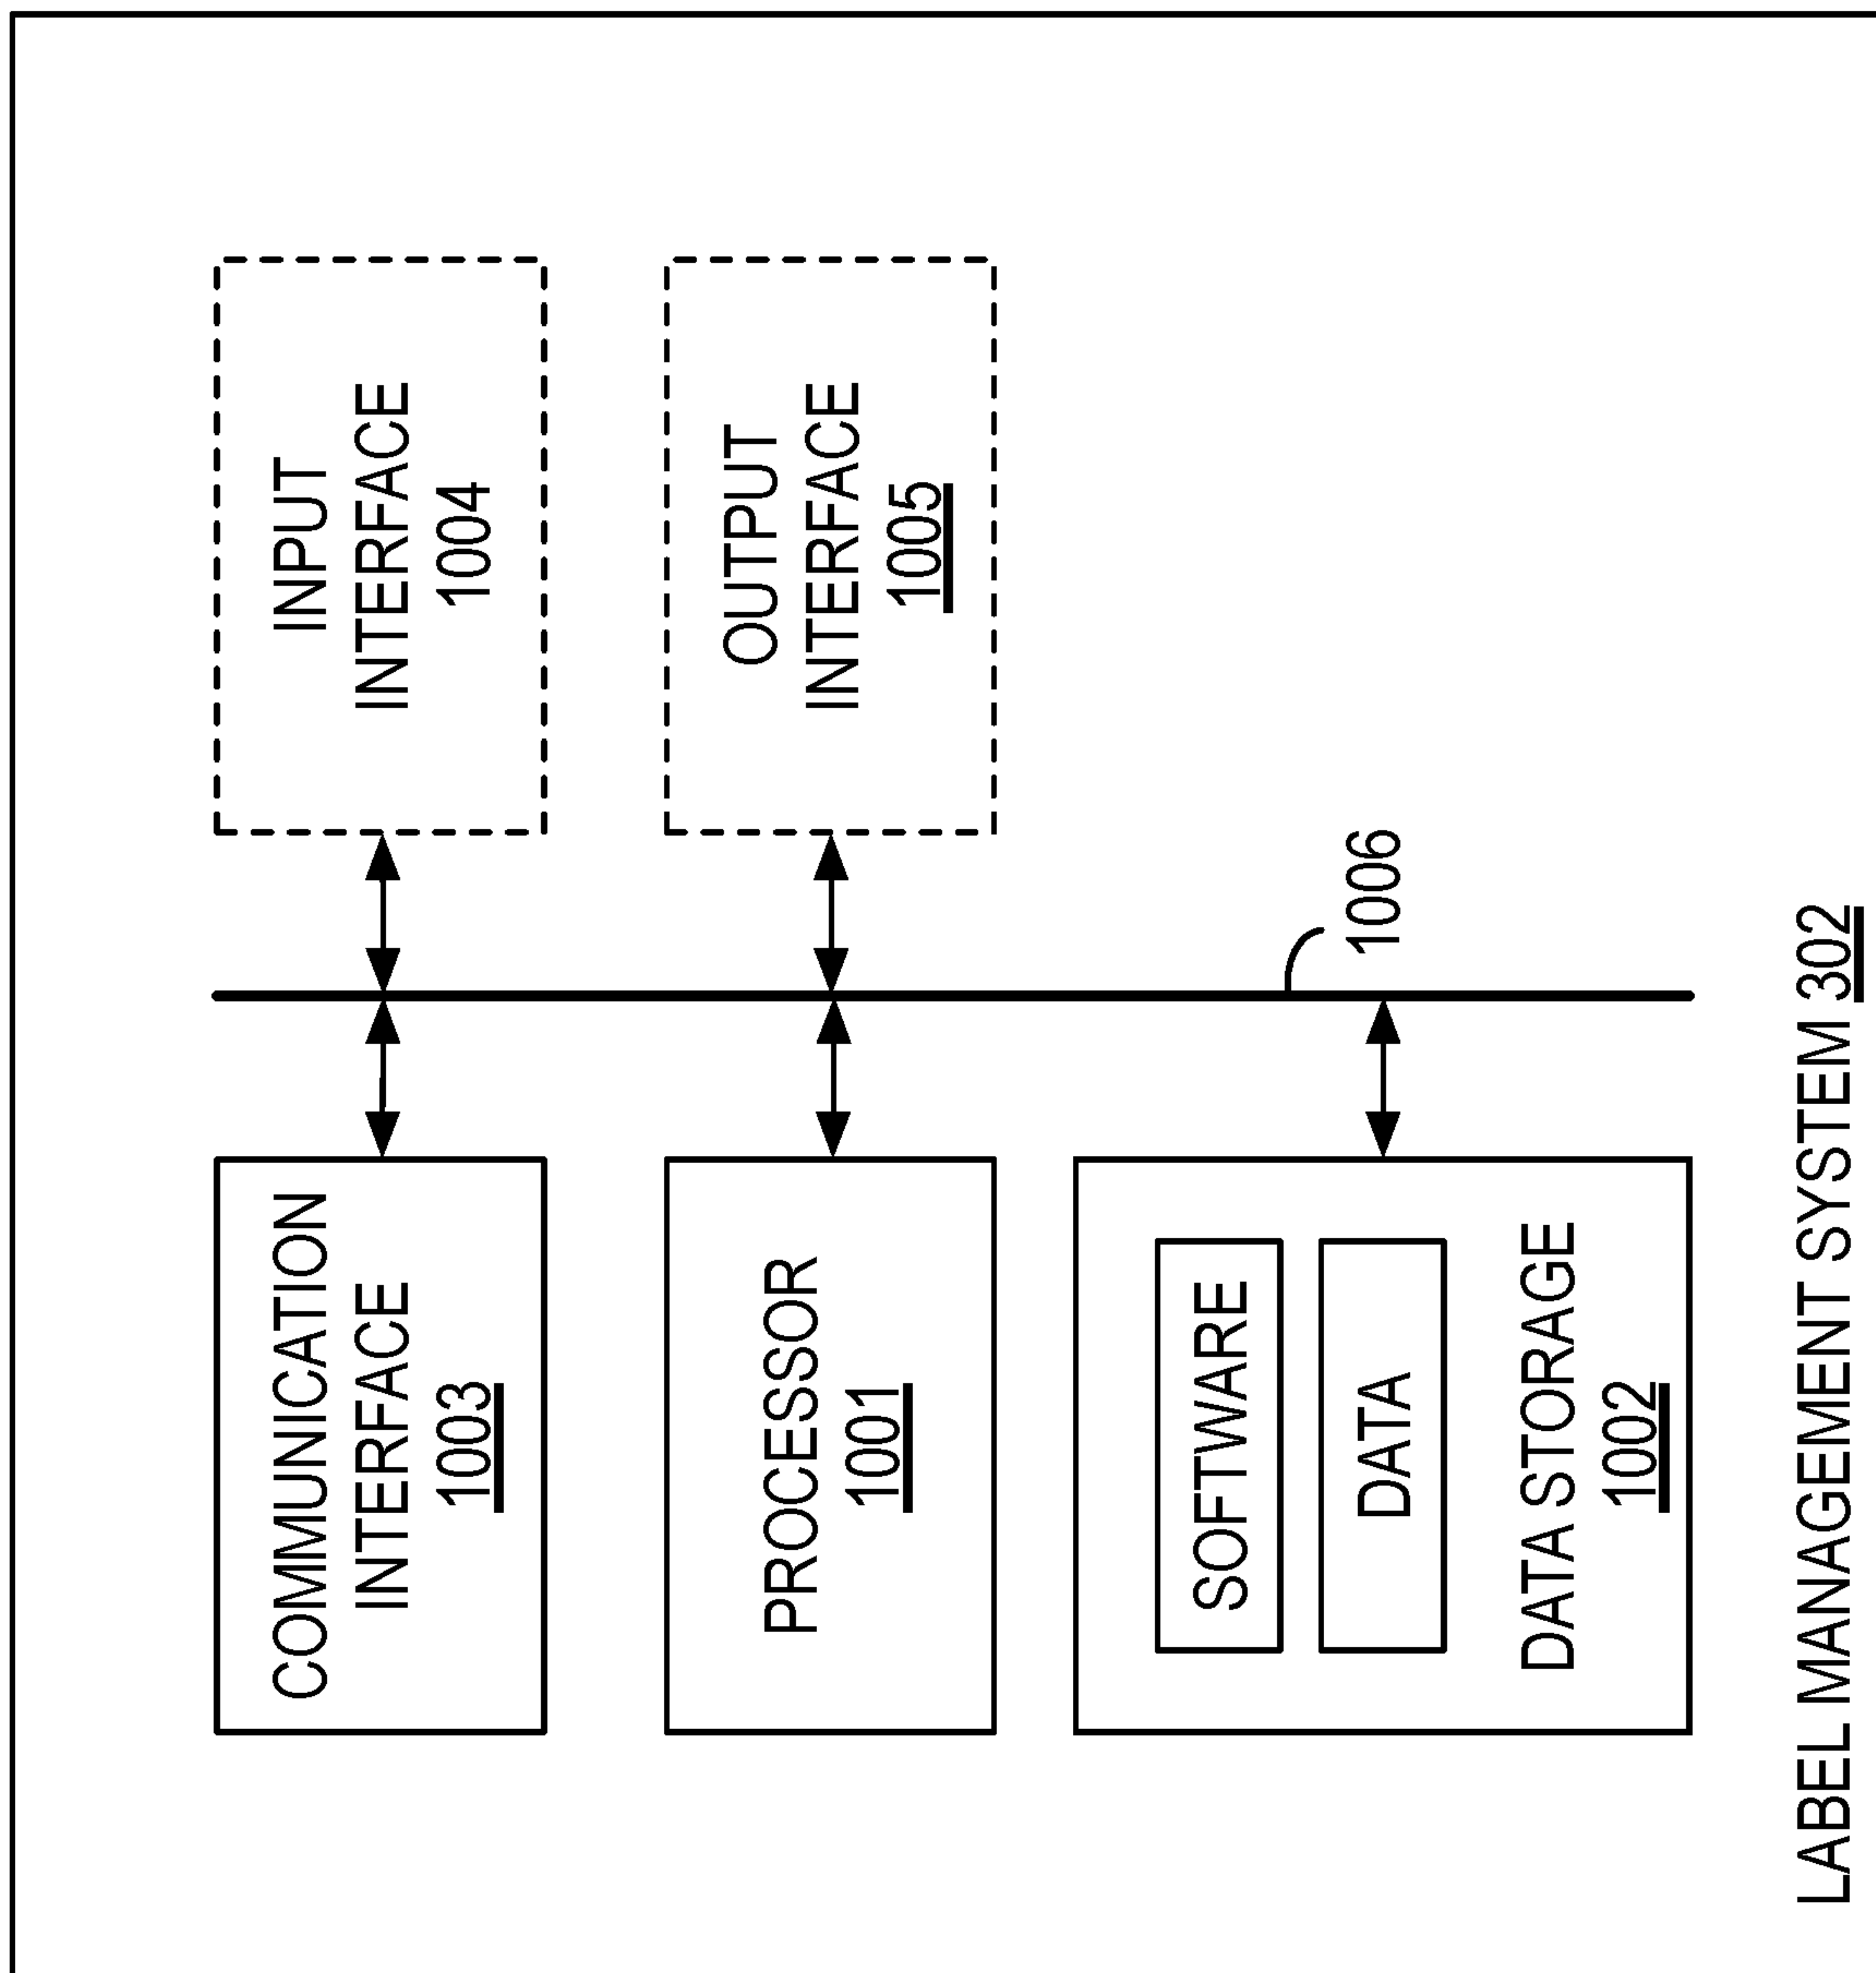 COMMUNICATION
INTERFACE
1003
INPUT
INTERFACE
1004
PROCESSOR
1001
OUTPUT
INTERFACE
1005
1006
SOFTWARE
DATA
DATA STORAGE
1002
LABEL MANAGEMENT SYSTEM 302